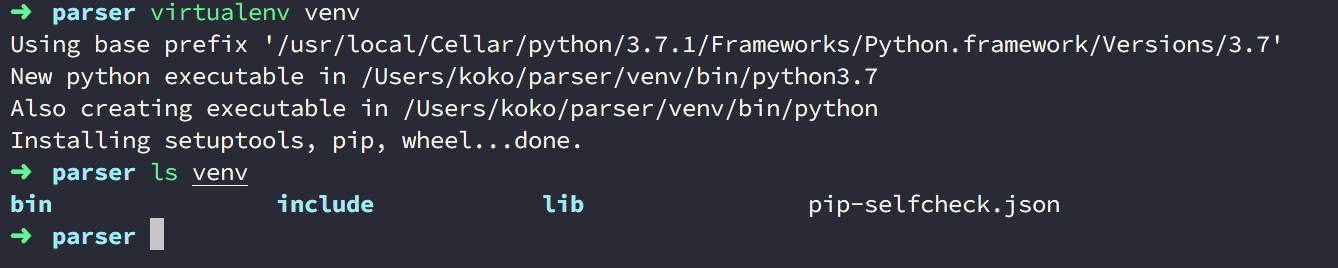 ➜ parser virtualenv venv
Using base prefix '/usr/local/Cellar/python/3.7.1/Frameworks/Python.framework/Versions/3.7'
New python executable in /Users/koko/parser/venv/bin/python3.7
Also creating executable in /Users/koko/parser/venv/bin/python
Installing setuptools, pip, wheel...done.
➜ parser ls venv
bin include lib pip-selfcheck.json
➜ parser